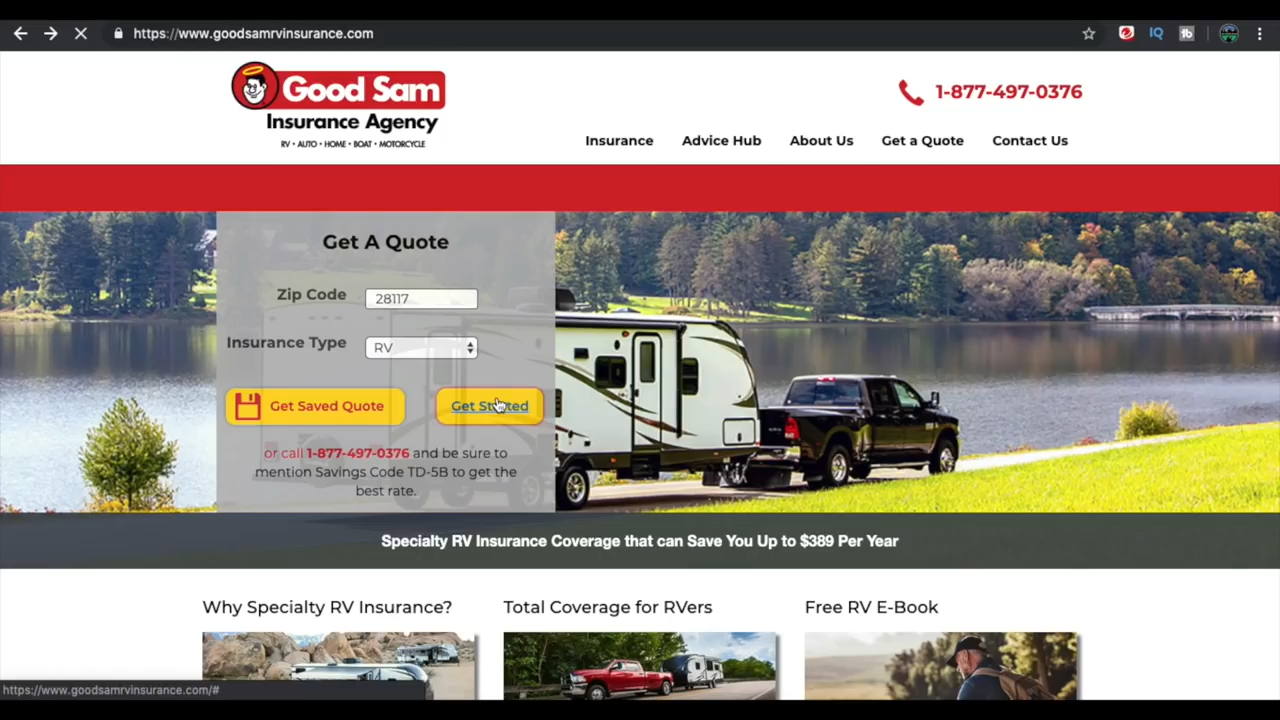 https://www.goodsamrvinsurance.com
IQ
Good Sam
Insurance Agency
RV • AUTO • HOME • BOAT • MOTORCYCLE
1-877-497-0376
Insurance
Advice Hub
About Us
Get a Quote
Contact Us
Get A Quote
Zip Code
28117
Insurance Type
RV
Get Saved Quote
Get Started
or call 1-877-497-0376 and be sure to
mention Savings Code TD-5B to get the
best rate.
Specialty RV Insurance Coverage that can Save You Up to $389 Per Year
Why Specialty RV Insurance?
Total Coverage for RVers
Free RV E-Book
https://www.goodsamrvinsurance.com/#